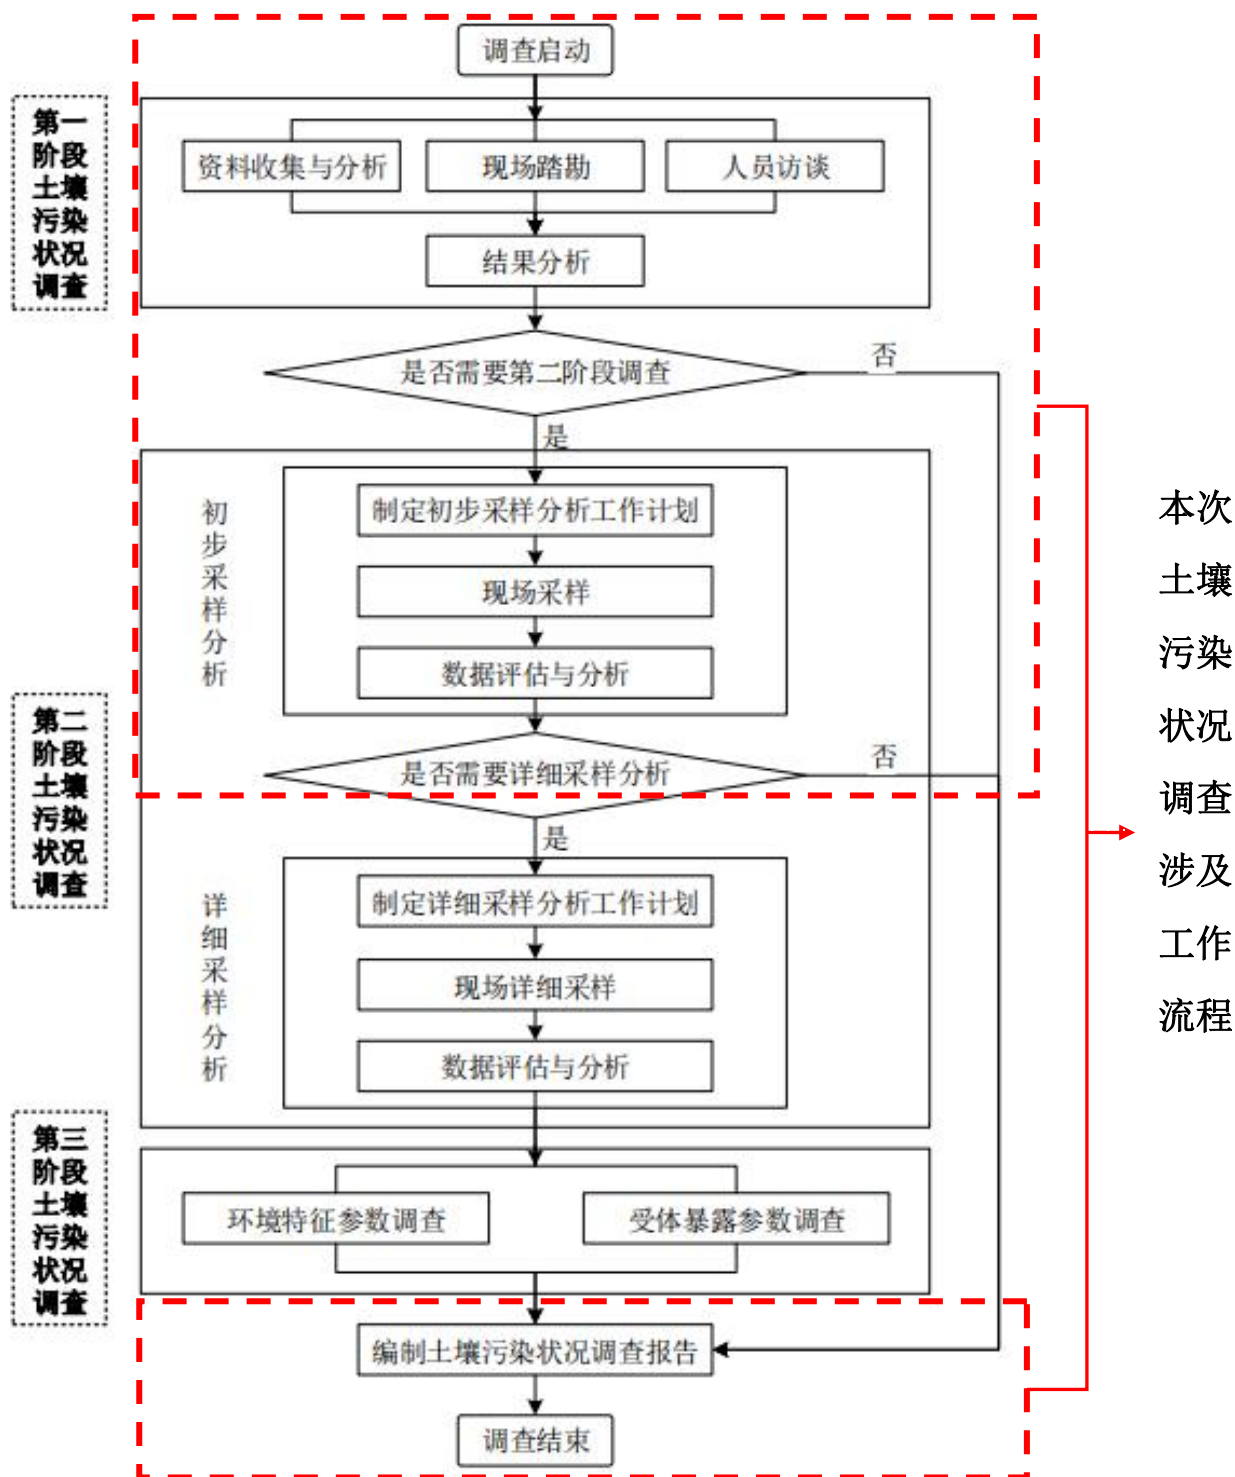 调查启动
第一
阶段
土壤
污染
状况
调查
资料收集与分析
现场踏勘
人员访谈
结果分析
是否需要第二阶段调查
否
是
初
步
采
样
分
析
制定初步采样分析工作计划
现场采样
数据评估与分析
第二
阶段
土壤
污染
状况
调查
是否需要详细采样分析
否
是
详
细
采
样
分
析
制定详细采样分析工作计划
现场详细采样
数据评估与分析
第三
阶段
土壤
污染
状况
调查
环境特征参数调查
受体暴露参数调查
编制土壤污染状况调查报告
调查结束
本次
土壤
污染
状况
调查
涉及
工作
流程